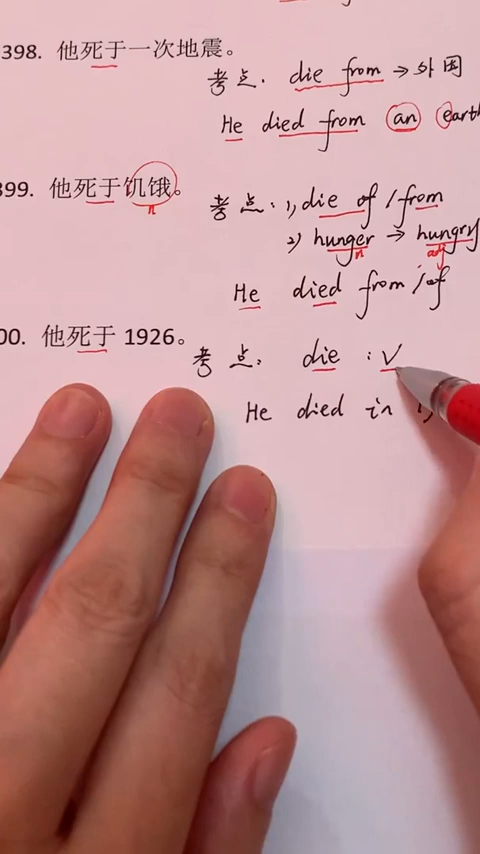 398. 他死于一次地震。
考点. die from → 外因
He died from an earth
399. 他死于饥饿。
n
考点: 1, die of / from
2) hunger → hungry
n adj
He died from / of
00. 他死于 1926。
考点: die : V
He died in 1,